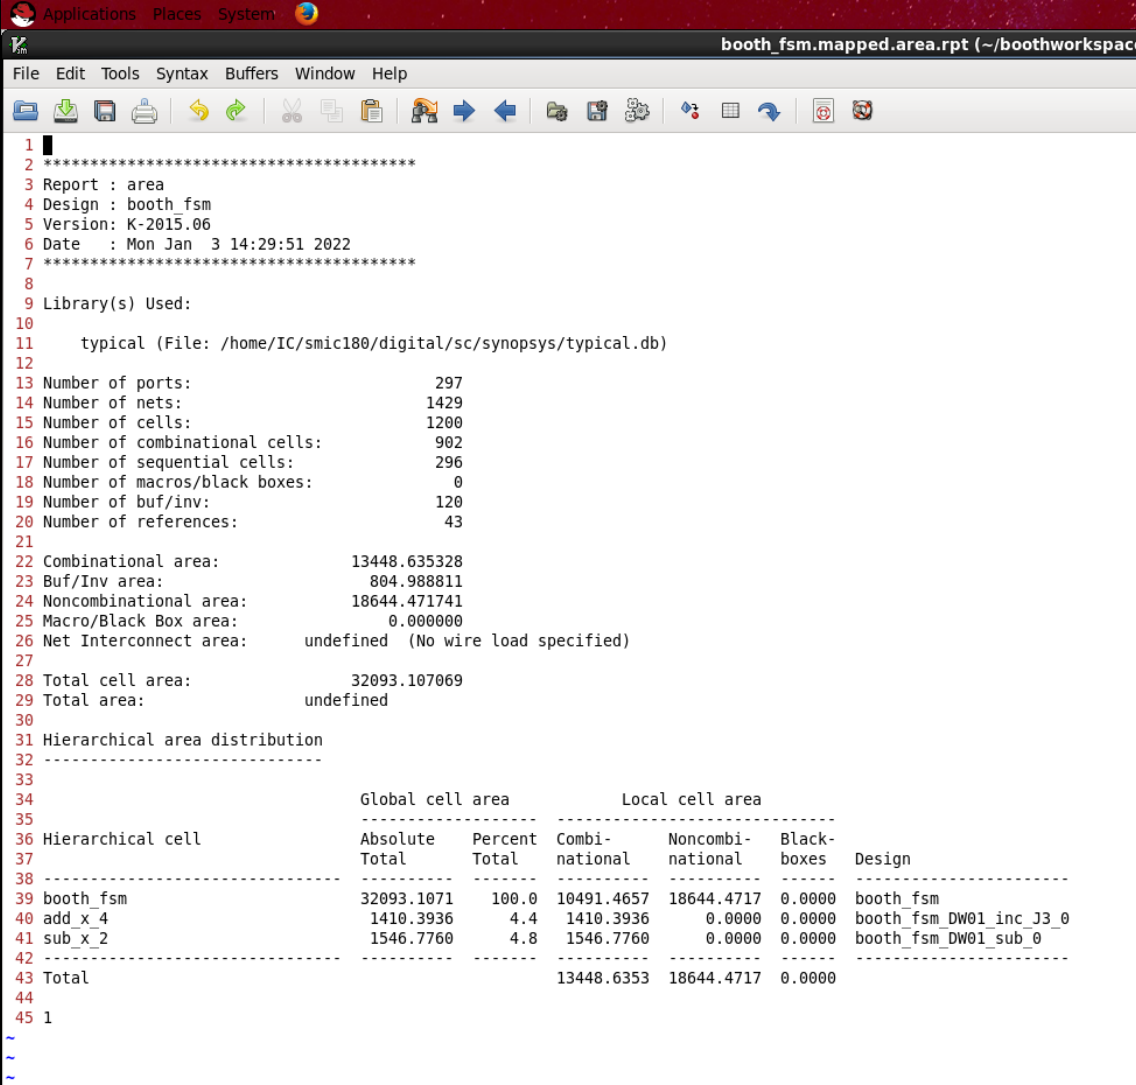 Applications Places System
booth_fsm.mapped.area.rpt (~/boothworkspac
File Edit Tools Syntax Buffers Window Help
1
2 ****************************************
3 Report : area
4 Design : booth_fsm
5 Version: K-2015.06
6 Date   : Mon Jan  3 14:29:51 2022
7 ****************************************
8
9 Library(s) Used:
10
11     typical (File: /home/IC/smic180/digital/sc/synopsys/typical.db)
12
13 Number of ports:                          297
14 Number of nets:                          1429
15 Number of cells:                         1200
16 Number of combinational cells:            902
17 Number of sequential cells:               296
18 Number of macros/black boxes:               0
19 Number of buf/inv:                        120
20 Number of references:                      43
21
22 Combinational area:              13448.635328
23 Buf/Inv area:                      804.988811
24 Noncombinational area:           18644.471741
25 Macro/Black Box area:                0.000000
26 Net Interconnect area:      undefined  (No wire load specified)
27
28 Total cell area:                 32093.107069
29 Total area:                 undefined
30
31 Hierarchical area distribution
32 ------------------------------
33
34                                   Global cell area            Local cell area
35                                   -------------------  ------------------------------
36 Hierarchical cell                 Absolute    Percent  Combi-      Noncombi-   Black-
37                                   Total       Total    national    national    boxes   Design
38 --------------------------------  ----------  -------  ----------  ----------  ------  -----------------------
39 booth_fsm                         32093.1071    100.0  10491.4657  18644.4717  0.0000  booth_fsm
40 add_x_4                            1410.3936      4.4   1410.3936      0.0000  0.0000  booth_fsm_DW01_inc_J3_0
41 sub_x_2                            1546.7760      4.8   1546.7760      0.0000  0.0000  booth_fsm_DW01_sub_0
42 --------------------------------  ----------  -------  ----------  ----------  ------  -----------------------
43 Total                                                  13448.6353  18644.4717  0.0000
44
45 1
~
~
~